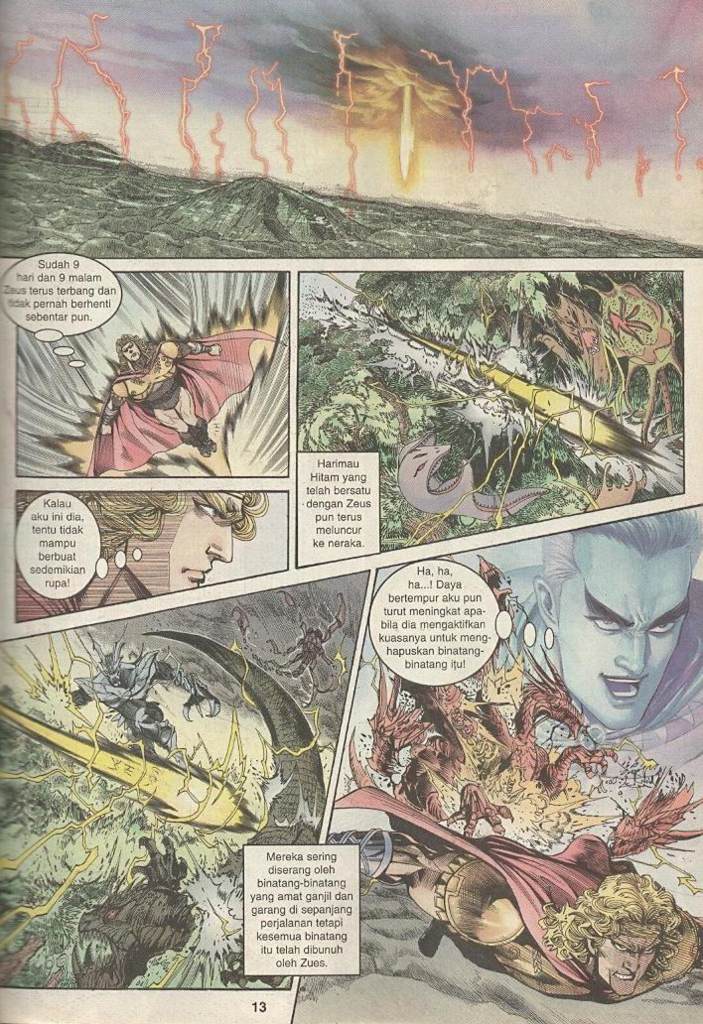 Sudah 9
hari dan 9 malam
Zeus terus terbang dan
tidak pernah berhenti
sebentar pun.
Harimau
Hitam yang
telah bersatu
dengan Zeus
pun terus
meluncur
ke neraka.
Kalau
aku ini dia,
tentu tidak
mampu
berbuat
sedemikian
rupa!
Ha, ha,
ha...! Daya
bertempur aku pun
turut meningkat apa-
bila dia mengaktifkan
kuasanya untuk meng-
hapuskan binatang-
binatang itu!
Mereka sering
diserang oleh
binatang-binatang
yang amat ganjil dan
garang di sepanjang
perjalanan tetapi
kesemua binatang
itu telah dibunuh
oleh Zues.
13